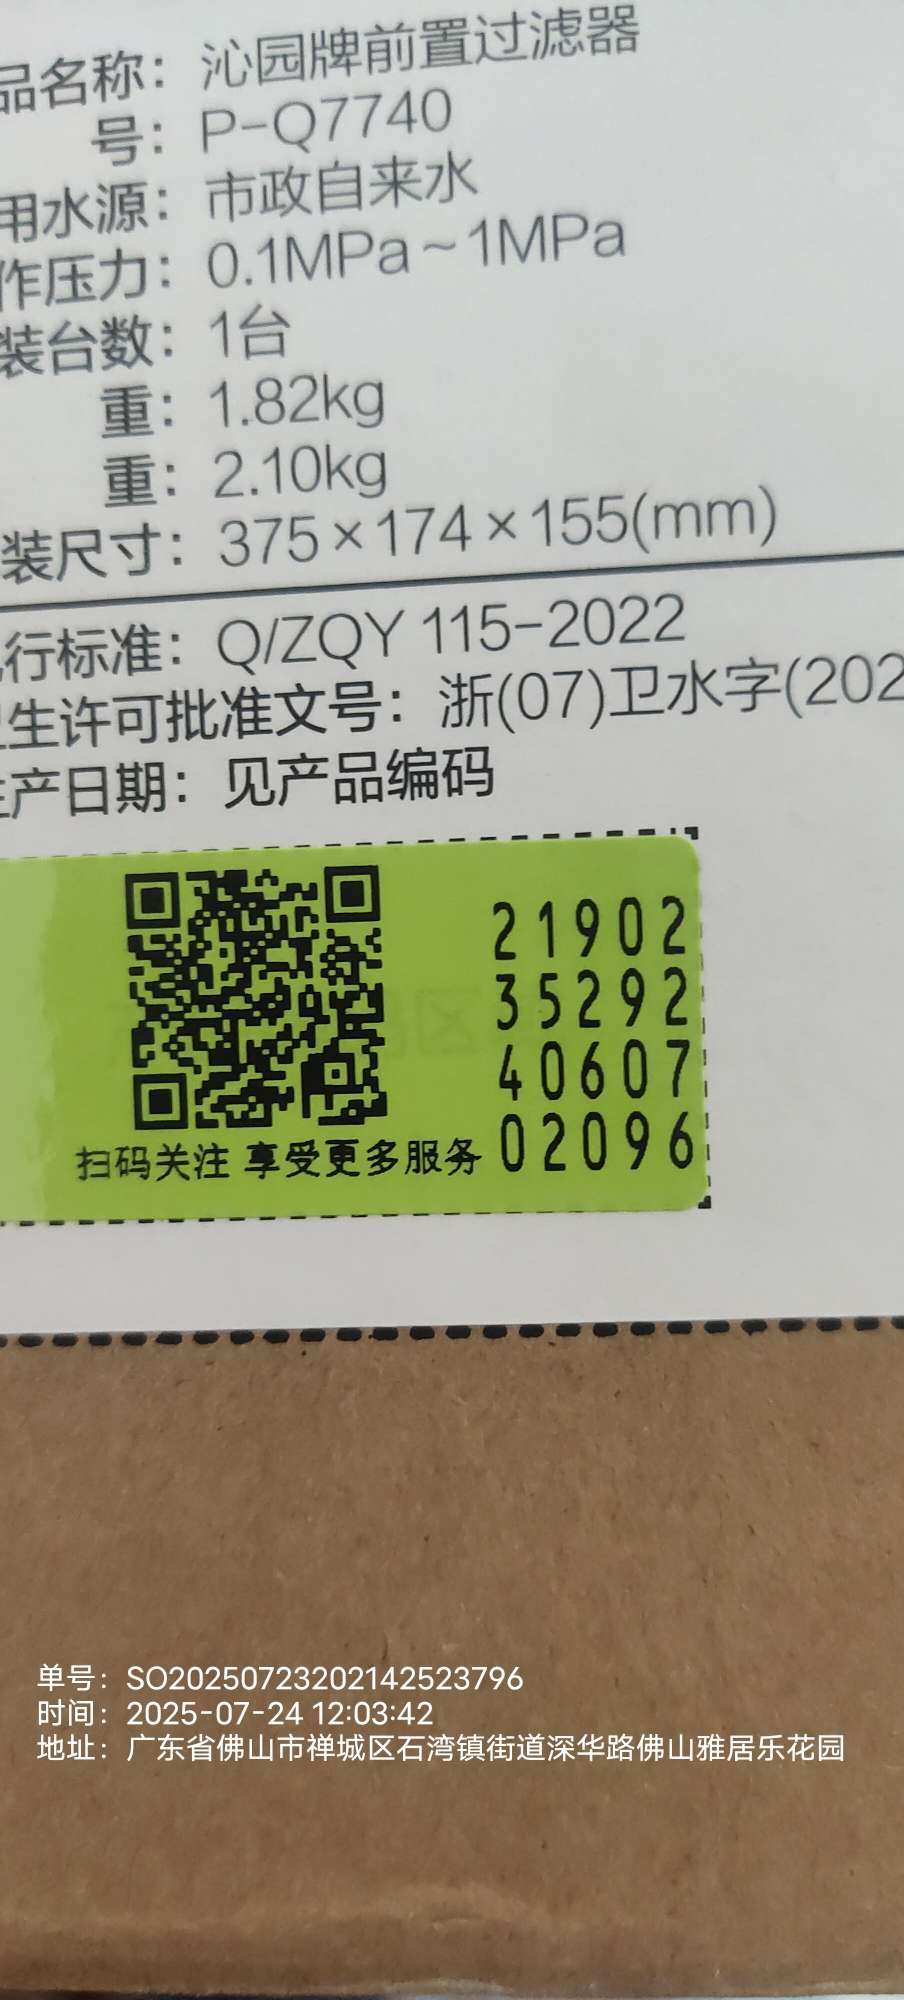 品名称：沁园牌前置过滤器
号：P-Q7740
用水源：市政自来水
作压力：0.1MPa~1MPa
装台数：1台
重：1.82kg
重：2.10kg
装尺寸：375×174×155(mm)
行标准：Q/ZQY 115-2022
生许可批准文号：浙(07)卫水字(202
产日期：见产品编码
21902
35292
40607
02096
扫码关注 享受更多服务
单号：SO20250723202142523796
时间：2025-07-24 12:03:42
地址：广东省佛山市禅城区石湾镇街道深华路佛山雅居乐花园